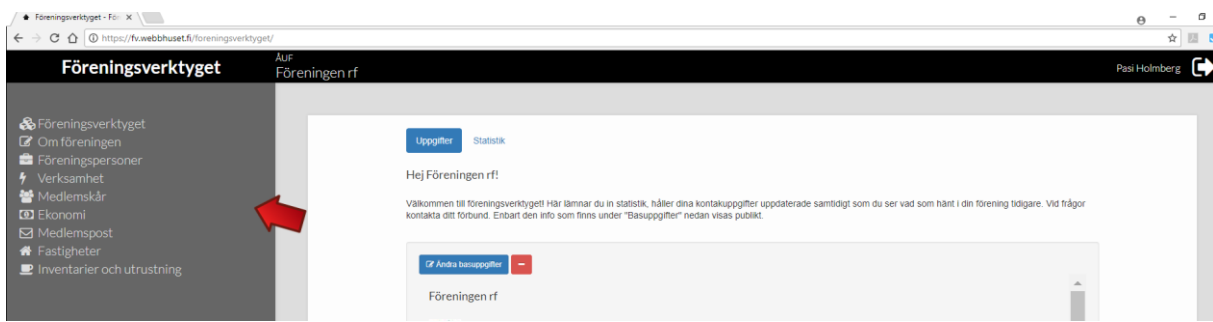 Föreningsverktyget - För
https://fv.webbhuset.fi/foreningsverktyget/
Föreningsverktyget
ÅUF
Föreningen rf
Pasi Holmberg
Föreningsverktyget
Om föreningen
Föreningspersoner
Verksamhet
Medlemskår
Ekonomi
Medlemspost
Fastigheter
Inventarier och utrustning
Uppgifter
Statistik
Hej Föreningen rf!
Välkommen till föreningsverktyget! Här lämnar du in statistik, håller dina kontakuppgifter uppdaterade samtidigt som du ser vad som hänt i din förening tidigare. Vid frågor
kontakta ditt förbund. Enbart den info som finns under "Basuppgifter" nedan visas publikt.
Ändra basuppgifter
Föreningen rf